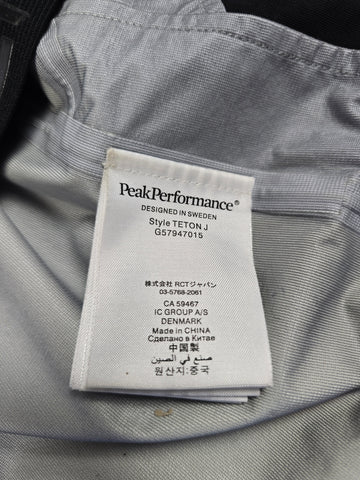 PeakPerformance®
DESIGNED IN SWEDEN
Style TETON J
G57947015
株式会社 RCTジャパン
03-5768-2061
CA 59467
IC GROUP A/S
DENMARK
Made in CHINA
Сделано в Китае
中国製
صنع في الصين
원산지:중국